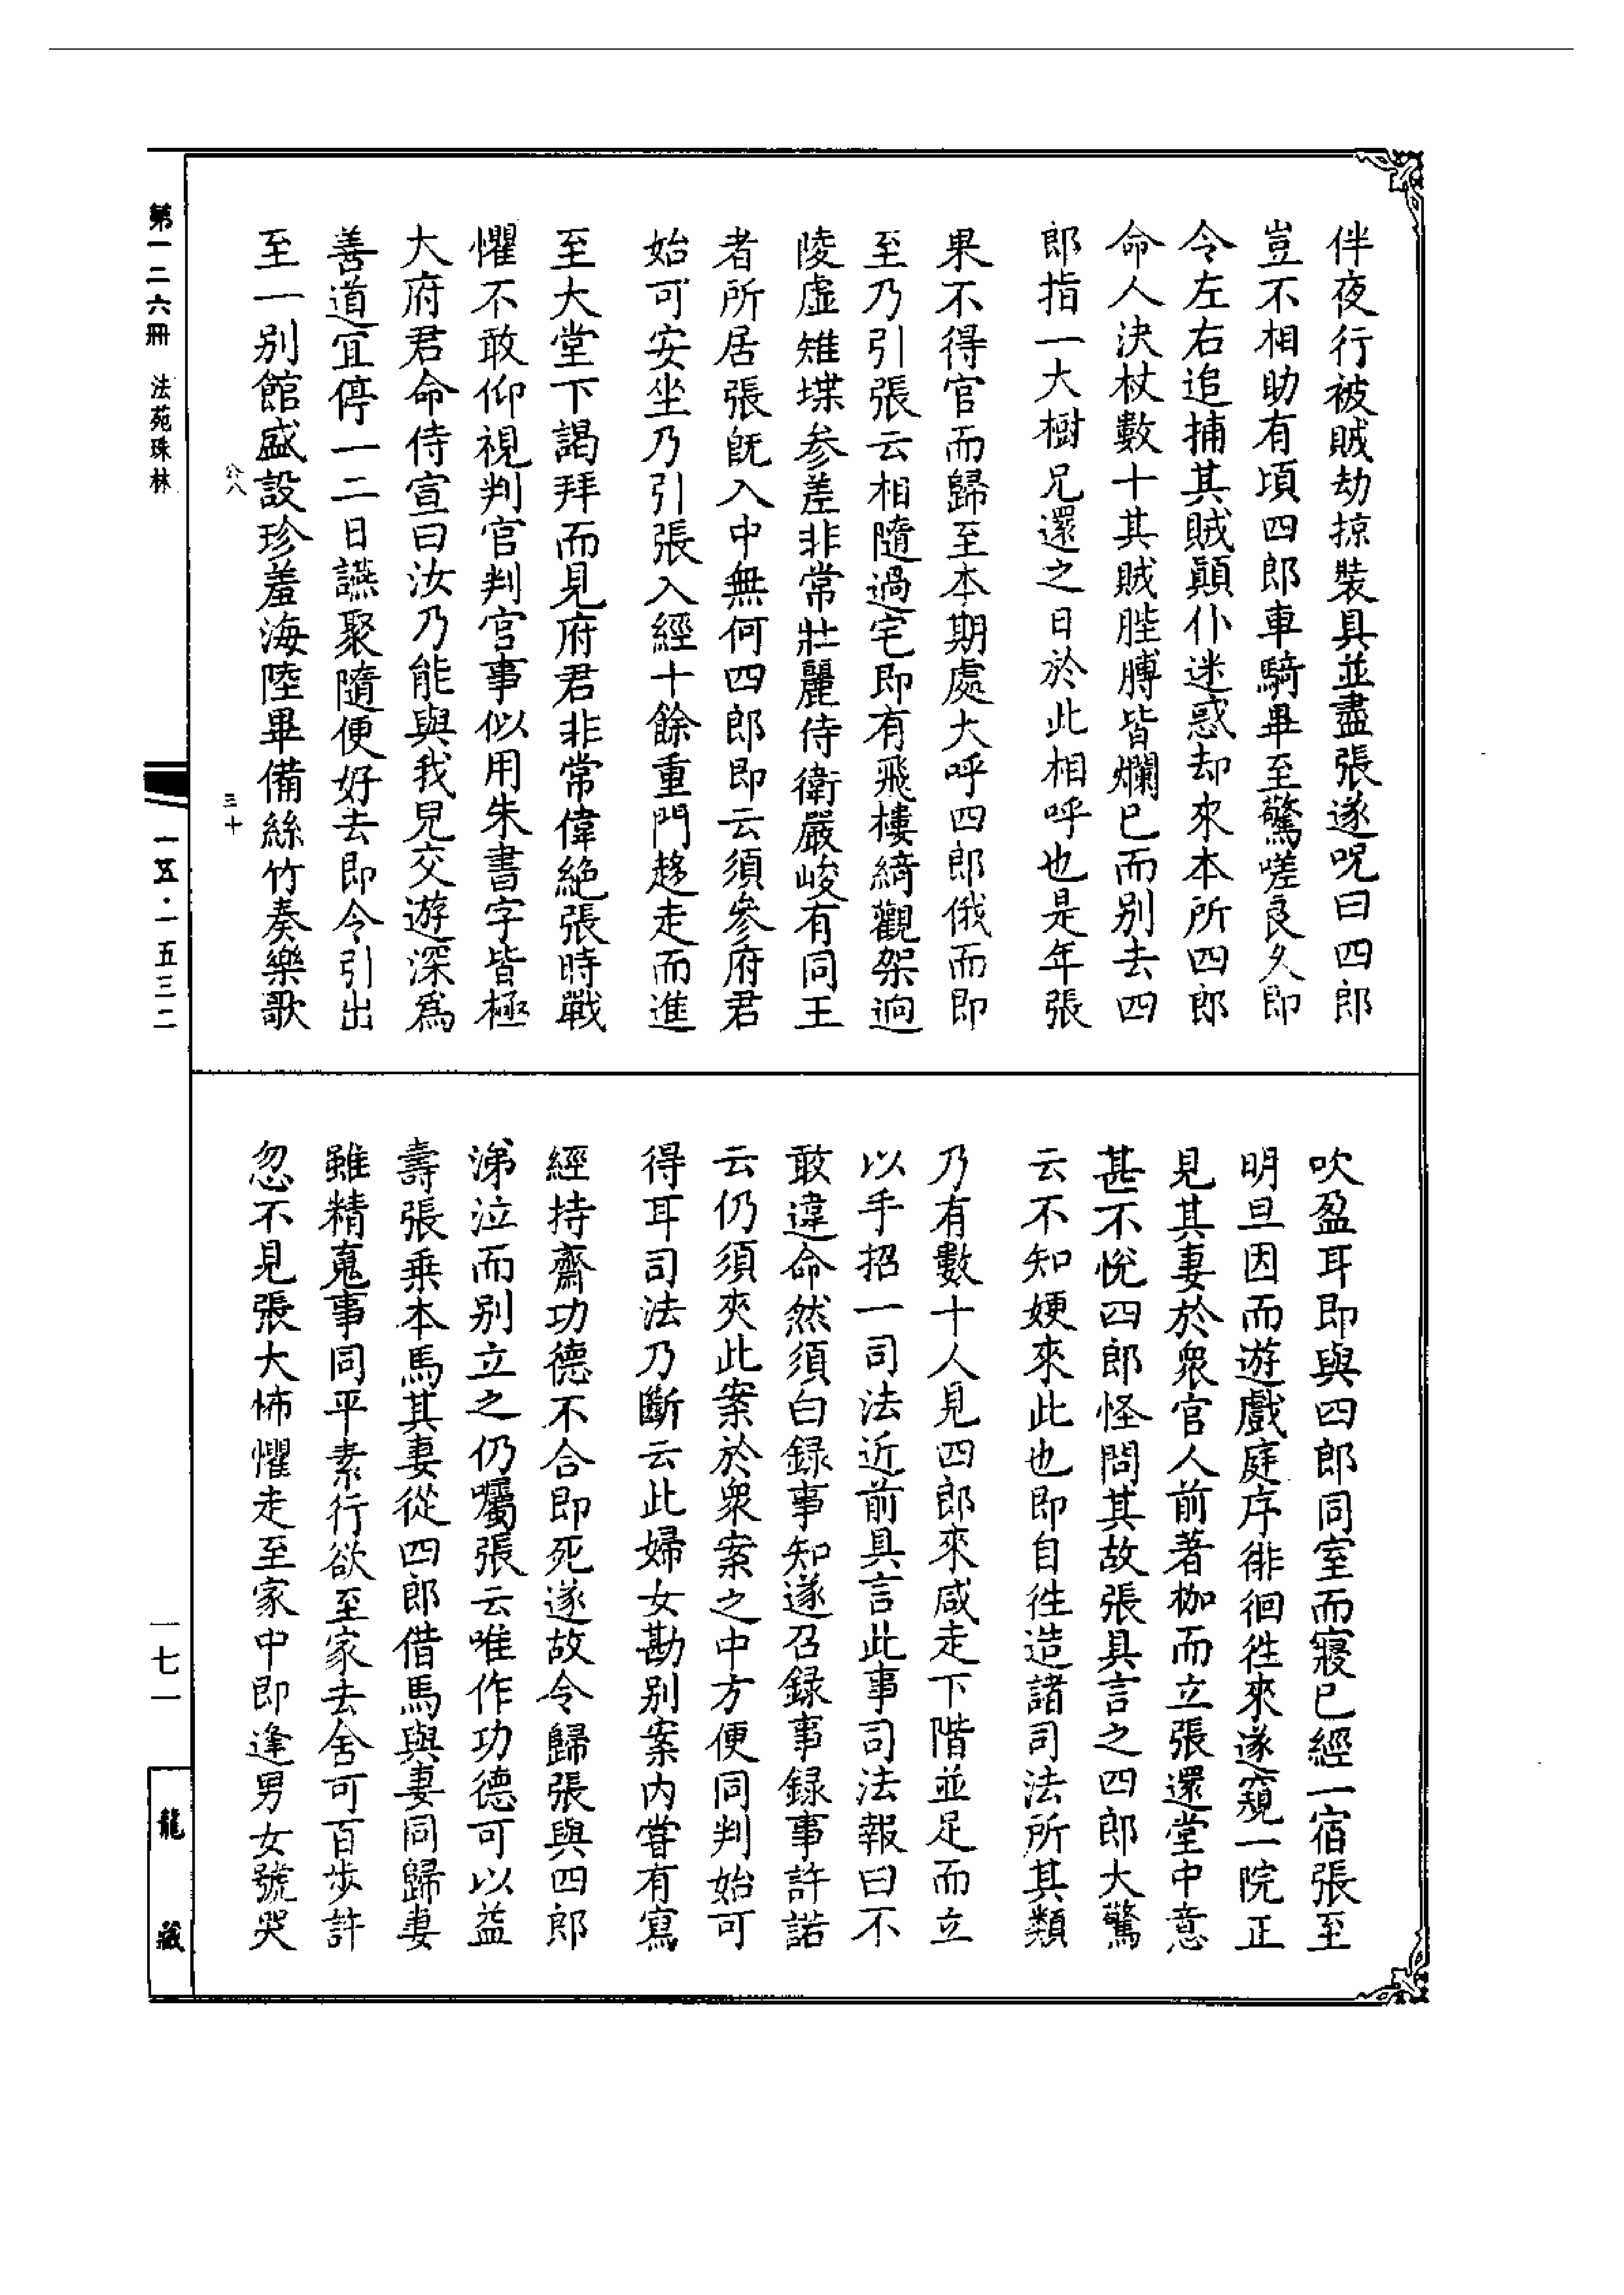 伴夜行被賊劫掠裝具並盡張遂呪曰四郎
豈不相助有頃四郎車騎畢至驚嗟良久即
令左右追捕其賊顛仆迷惑却來本所四郎
命人決杖數十其賊䏶膊皆爛已而别去四
郎指一大樹兄還之日於此相呼也是年張
果不得官而歸至本期處大呼四郎俄而即
至乃引張云相隨過宅即有飛樓綺觀架逈
陵虛雉堞參差非常壯麗侍衛嚴峻有同王
者所居張旣入中無何四郎即云須參府君
始可安坐乃引張入經十餘重門趍走而進
至大堂下謁拜而見府君非常偉絶張時戰
懼不敢仰視判官判官事似用朱書字皆極
大府君命侍宣曰汝乃能與我兒交遊深爲
善道宜停一二日讌聚隨便好去即令引出
至一别館盛設珍羞海陸畢備絲竹奏樂歌
吹盈耳即與四郎同室而寢已經一宿張至
明旦因而遊戲庭序徘徊徃來遂窺一院正
見其妻於衆官人前著枷而立張還堂中意
甚不悅四郎怪問其故張具言之四郎大驚
云不知㛐來此也即自徃造諸司法所其類
乃有數十人見四郎來咸走下階並足而立
以手招一司法近前具言此事司法報曰不
敢違命然須白録事知遂召録事録事許諾
云仍須夾此案於衆案之中方便同判始可
得耳司法乃斷云此婦女勘别案内甞有寫
經持齋功德不合即死遂故令歸張與四郎
涕泣而别立之仍囑張云唯作功德可以益
壽張乗本馬其妻從四郎借馬與妻同歸妻
雖精䰟事同平素行欲至家去舍可百步許
忽不見張大怖懼走至家中即逢男女號哭
第一二六冊 法苑珠林
公八
三十
一五·一五三二
一七一
龍藏